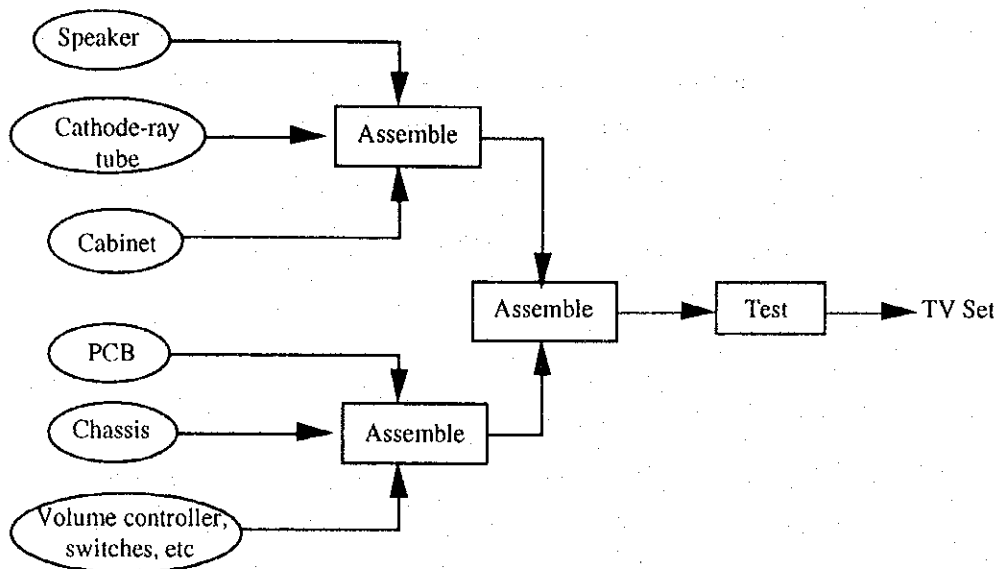 Speaker
Cathode-ray
tube
Assemble
Cabinet
Assemble
Test
TV Set
PCB
Chassis
Assemble
Volume controller,
switches, etc